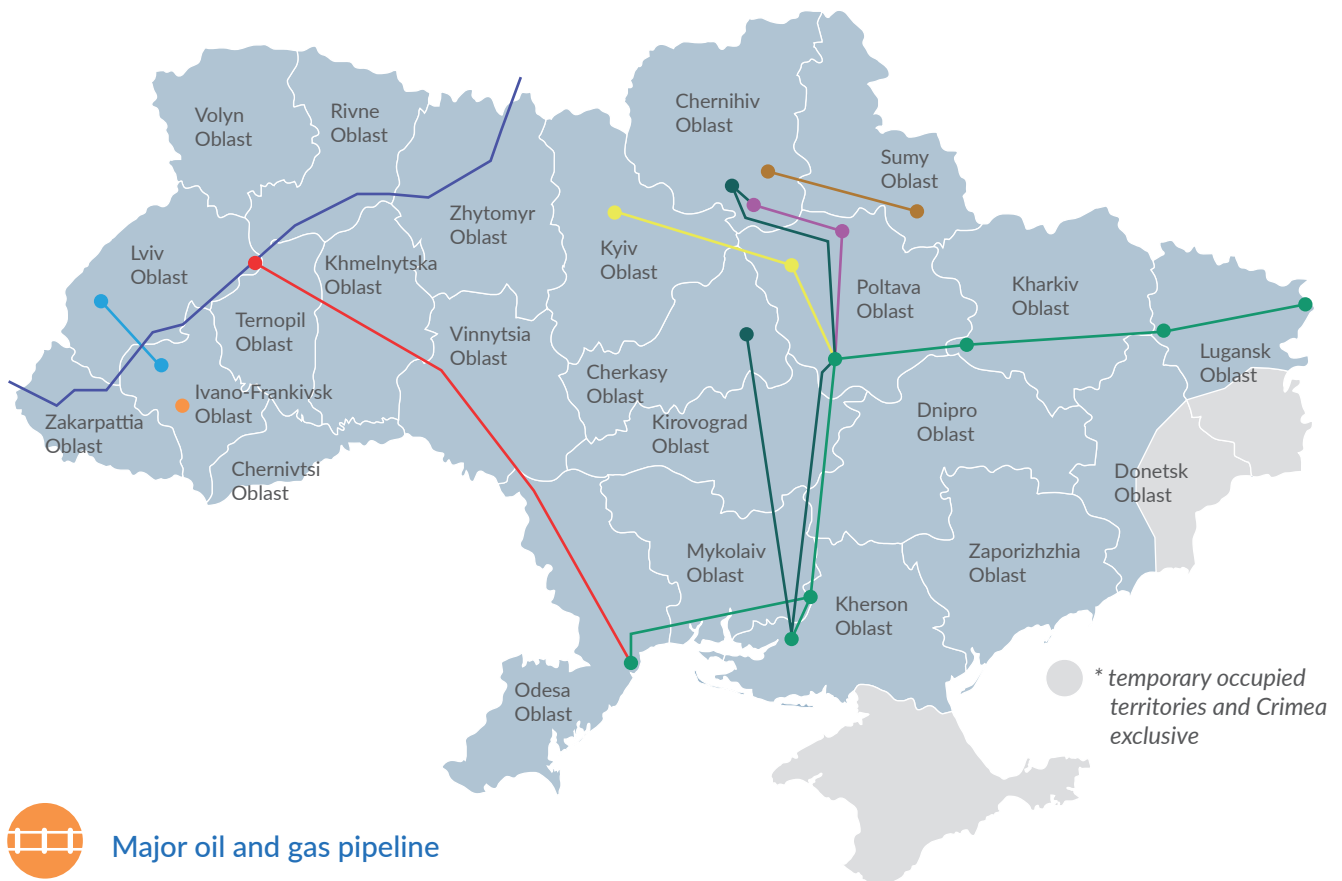 Volyn
Oblast
Rivne
Oblast
Chernihiv
Oblast
Sumy
Oblast
Zhytomyr
Oblast
Lviv
Oblast
Khmelnytska
Oblast
Kyiv
Oblast
Poltava
Oblast
Kharkiv
Oblast
Ternopil
Oblast
Vinnytsia
Oblast
Lugansk
Oblast
Cherkasy
Oblast
Ivano-Frankivsk
Oblast
Zakarpattia
Oblast
Kirovograd
Oblast
Dnipro
Oblast
Chernivtsi
Oblast
Donetsk
Oblast
Mykolaiv
Oblast
Zaporizhzhia
Oblast
Kherson
Oblast
Odesa
Oblast
* temporary occupied
territories and Crimea
exclusive
Major oil and gas pipeline